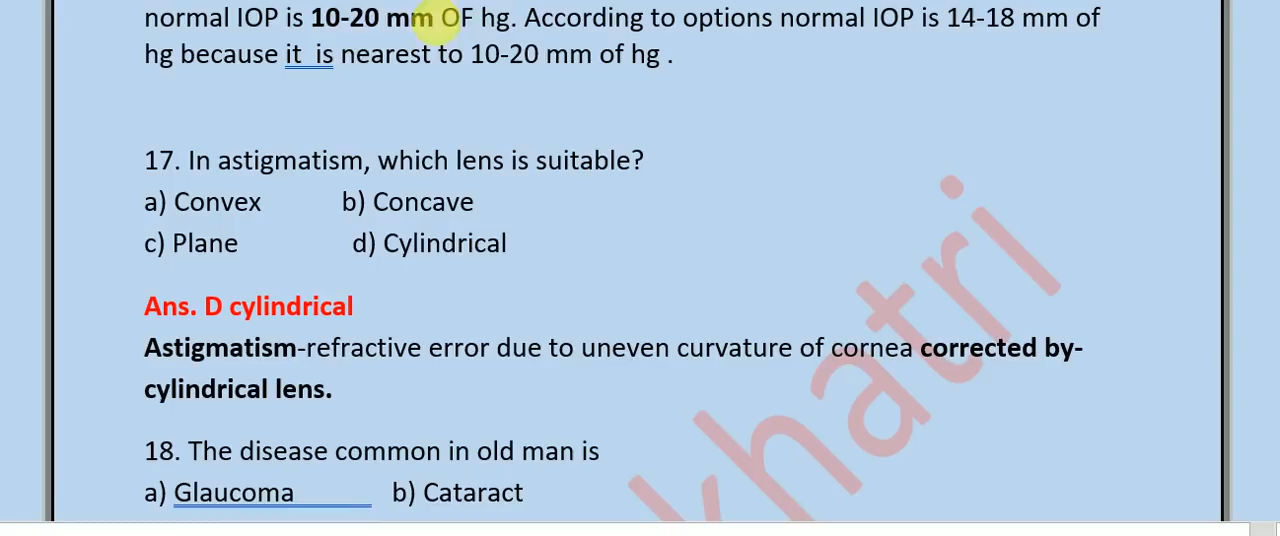 normal IOP is 10-20 mm OF hg. According to options normal IOP is 14-18 mm of
hg because it is nearest to 10-20 mm of hg .
17. In astigmatism, which lens is suitable?
a) Convex b) Concave
c) Plane d) Cylindrical
Ans. D cylindrical
Astigmatism-refractive error due to uneven curvature of cornea corrected by-
cylindrical lens.
18. The disease common in old man is
a) Glaucoma b) Cataract
khatri